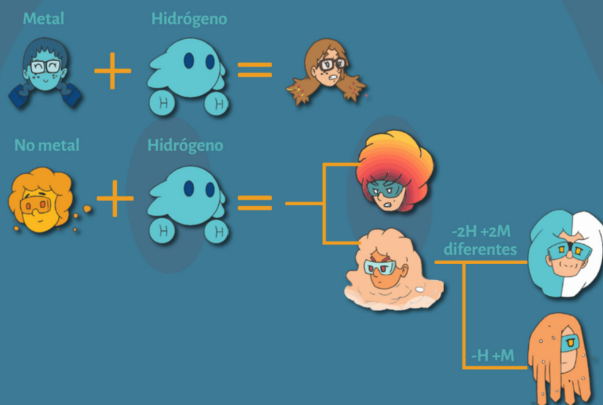 Metal
Hidrógeno
H
H
No metal
Hidrógeno
H
H
-2H +2M
diferentes
-H +M